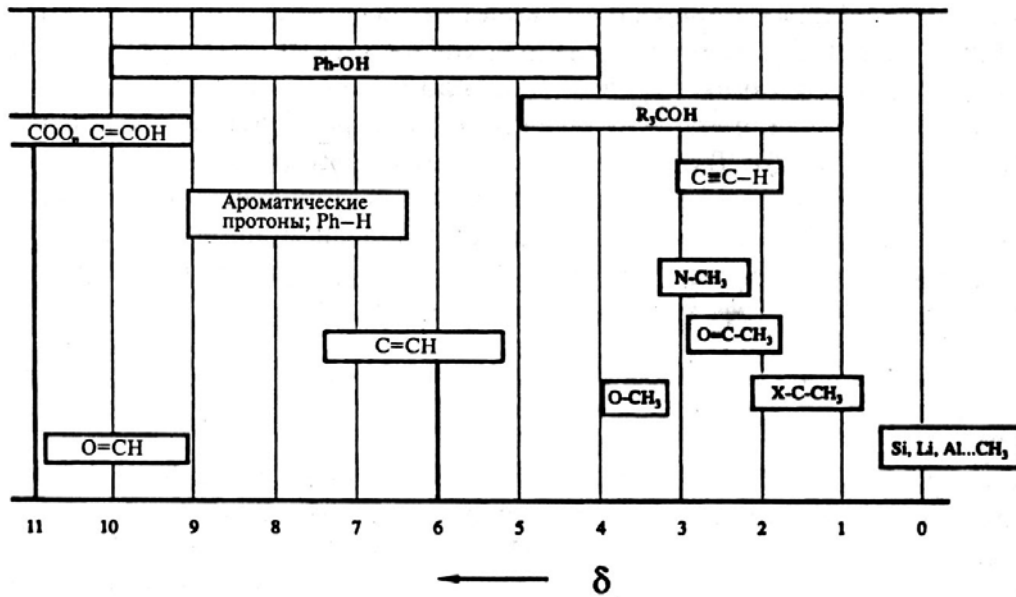 Ph-OH
R₃COH
COOₙ C=COH
C≡C–H
Ароматические
протоны; Ph–H
N-CH₃
O=C-CH₃
C=CH
O-CH₃
X-C-CH₃
O=CH
Si, Li, Al...CH₃
11 10 9 8 7 6 5 4 3 2 1 0
δ